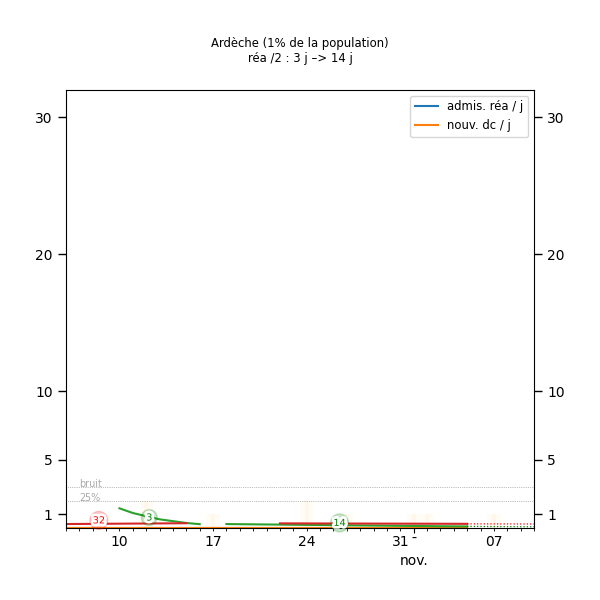 Ardèche (1% de la population)
réa /2 : 3 j –> 14 j
admis. réa / j
nouv. dc / j
30 30
20 20
10 10
5 5
bruit
25%
1 32 3 14 1
10 17 24 31 07
nov.